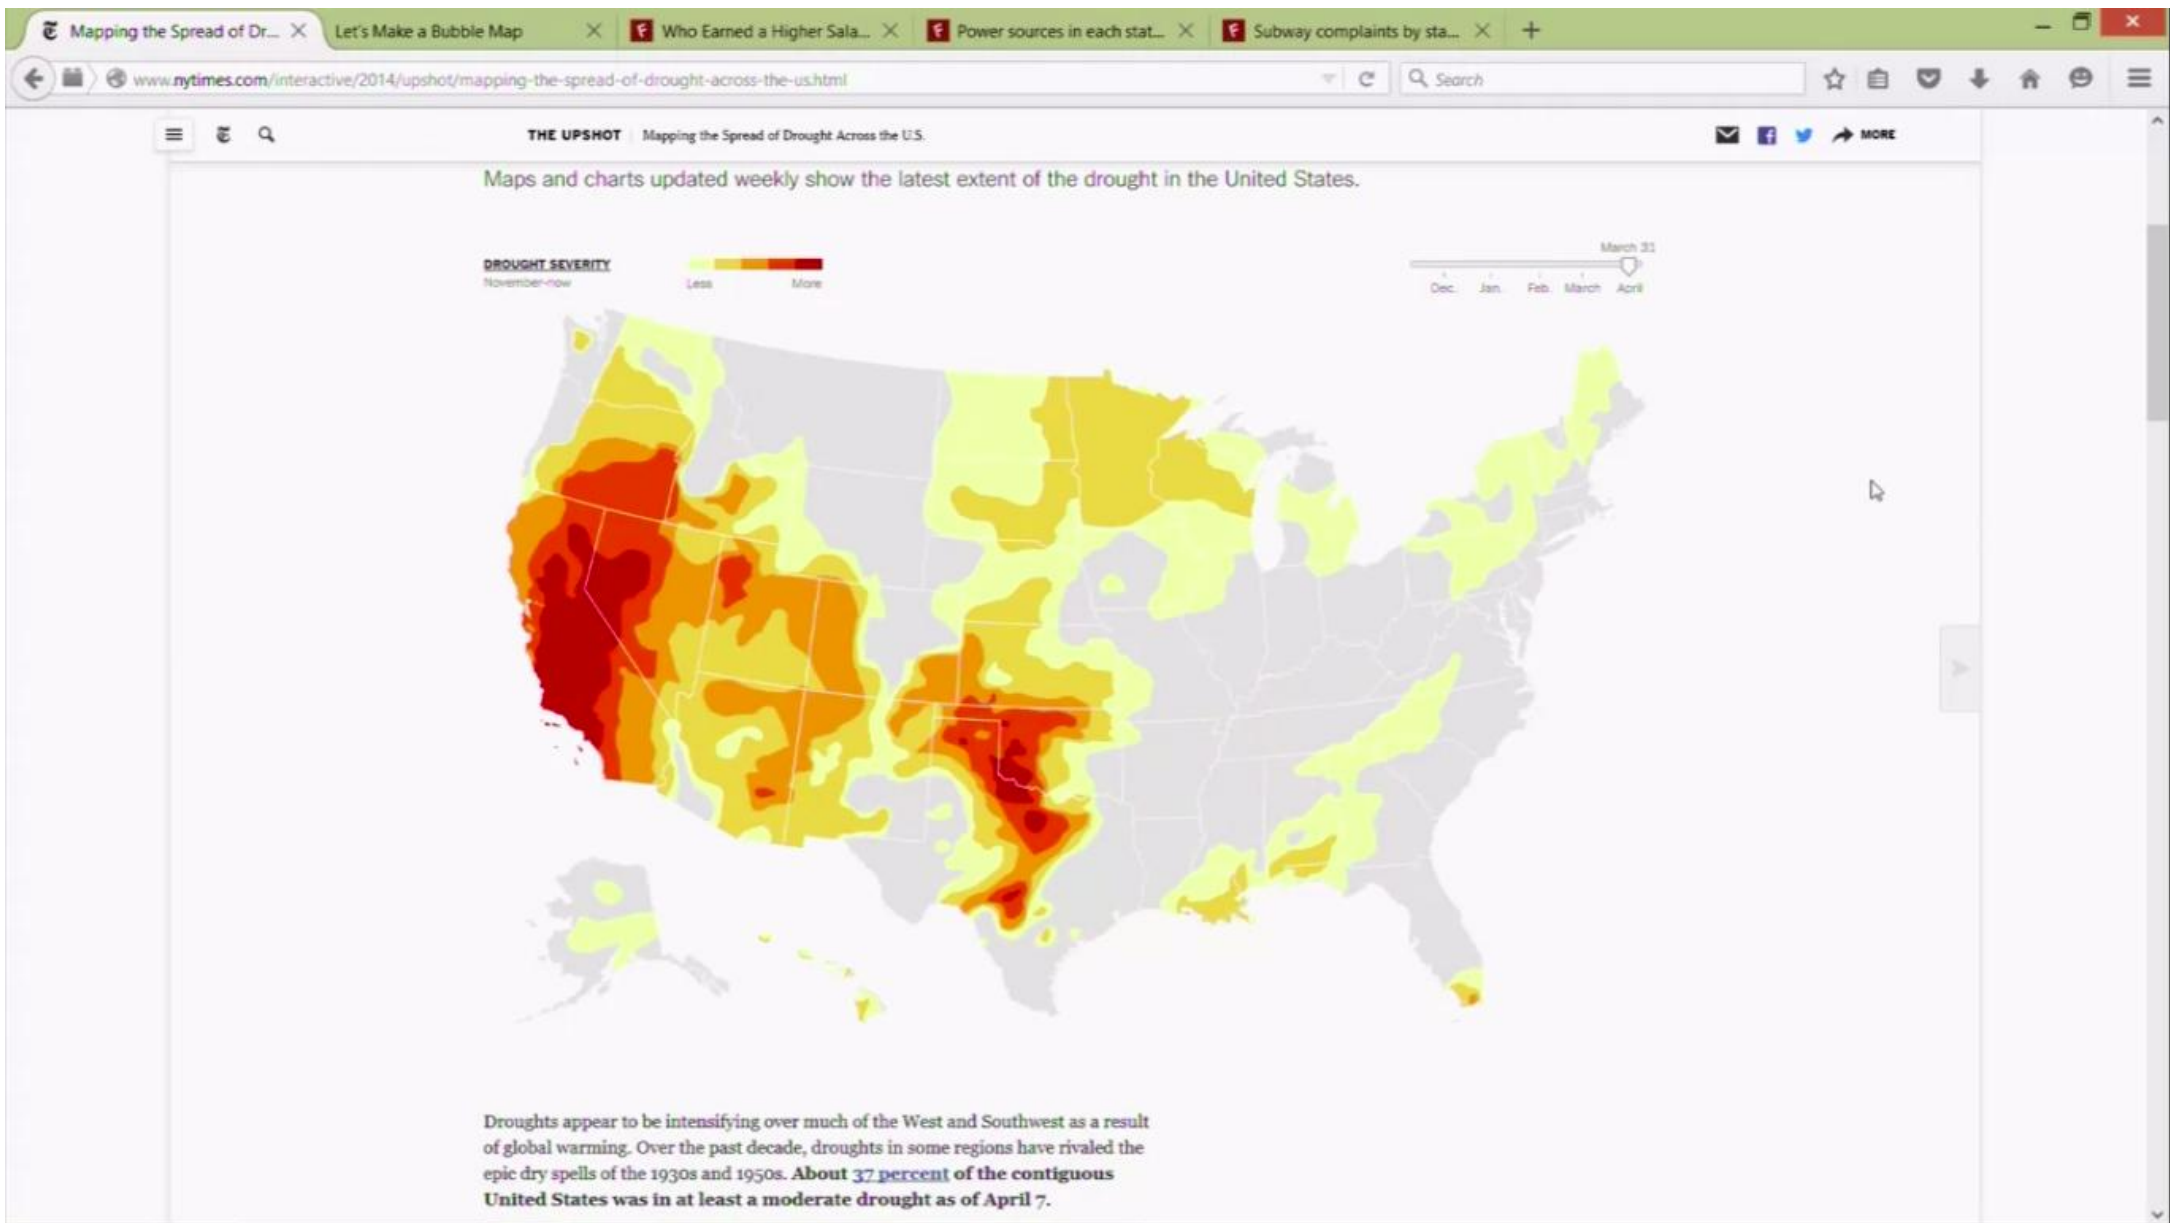 Mapping the Spread of Dr...
Let's Make a Bubble Map
Who Earned a Higher Sala...
Power sources in each stat...
Subway complaints by sta...
www.nytimes.com/interactive/2014/upshot/mapping-the-spread-of-drought-across-the-us.html
Search
THE UPSHOT
Mapping the Spread of Drought Across the U.S.
MORE
Maps and charts updated weekly show the latest extent of the drought in the United States.
DROUGHT SEVERITY
November-now
Less
More
March 31
Dec.
Jan.
Feb.
March
April
Droughts appear to be intensifying over much of the West and Southwest as a result
of global warming. Over the past decade, droughts in some regions have rivaled the
epic dry spells of the 1930s and 1950s. About 37 percent of the contiguous
United States was in at least a moderate drought as of April 7.